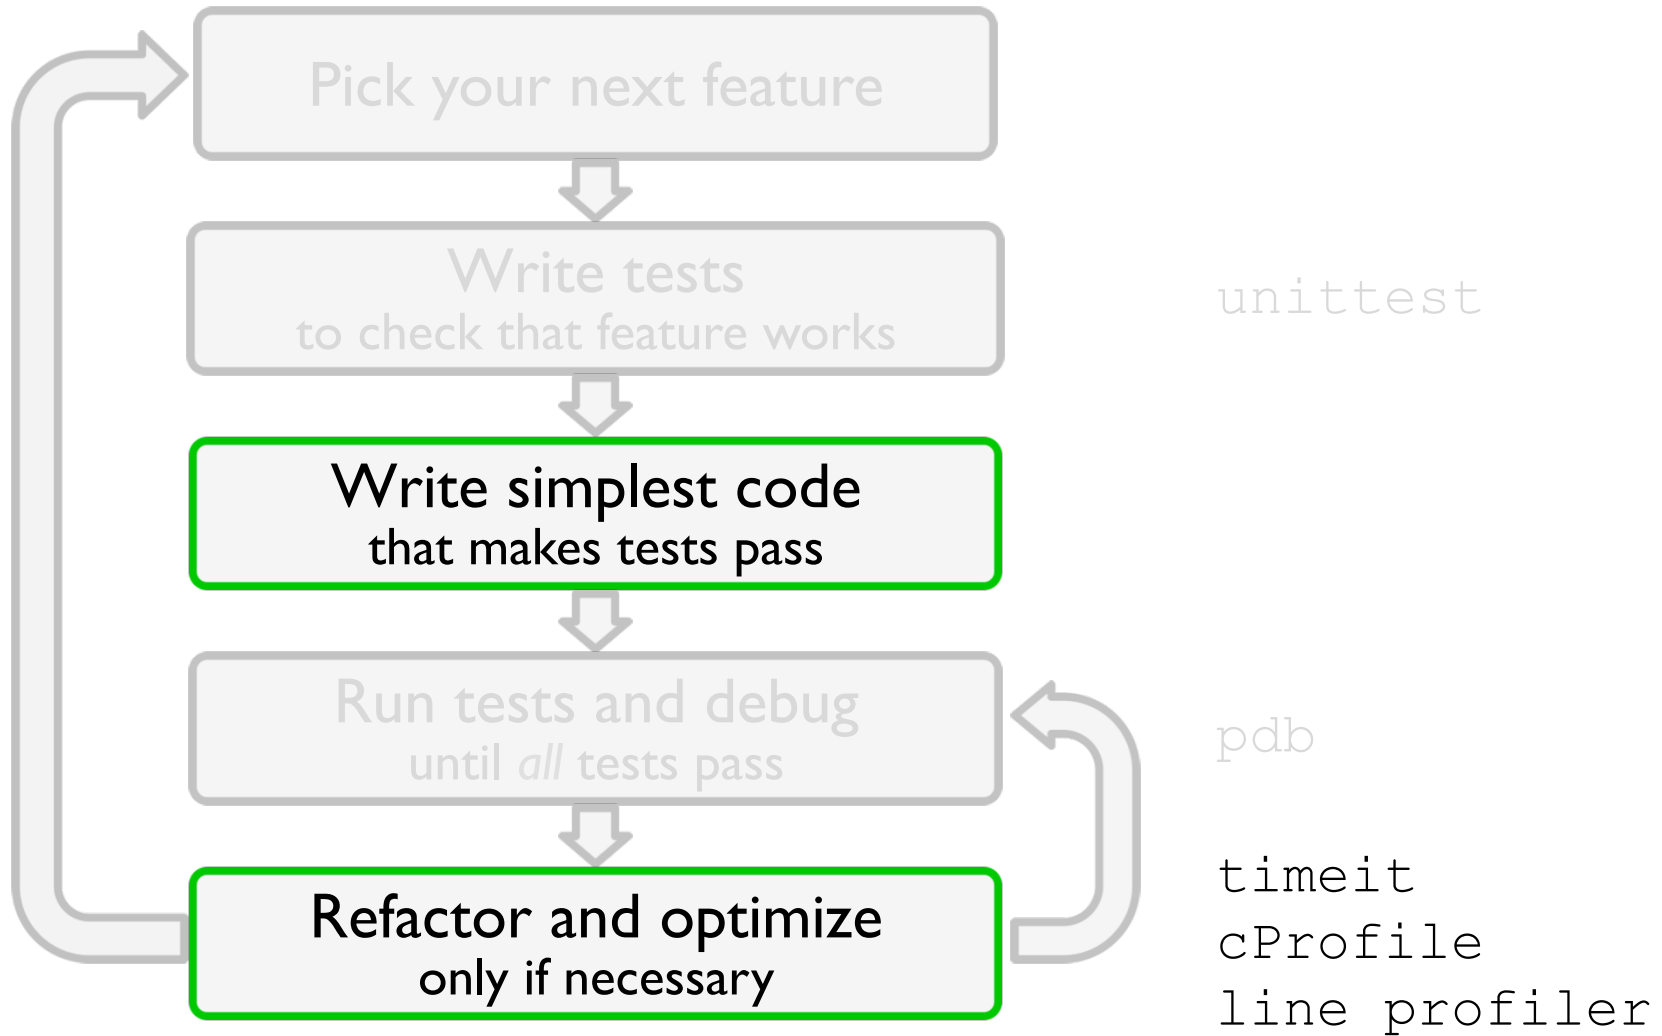 Pick your next feature
Write tests
to check that feature works
unittest
Write simplest code
that makes tests pass
Run tests and debug
until all tests pass
pdb
Refactor and optimize
only if necessary
timeit
cProfile
line profiler